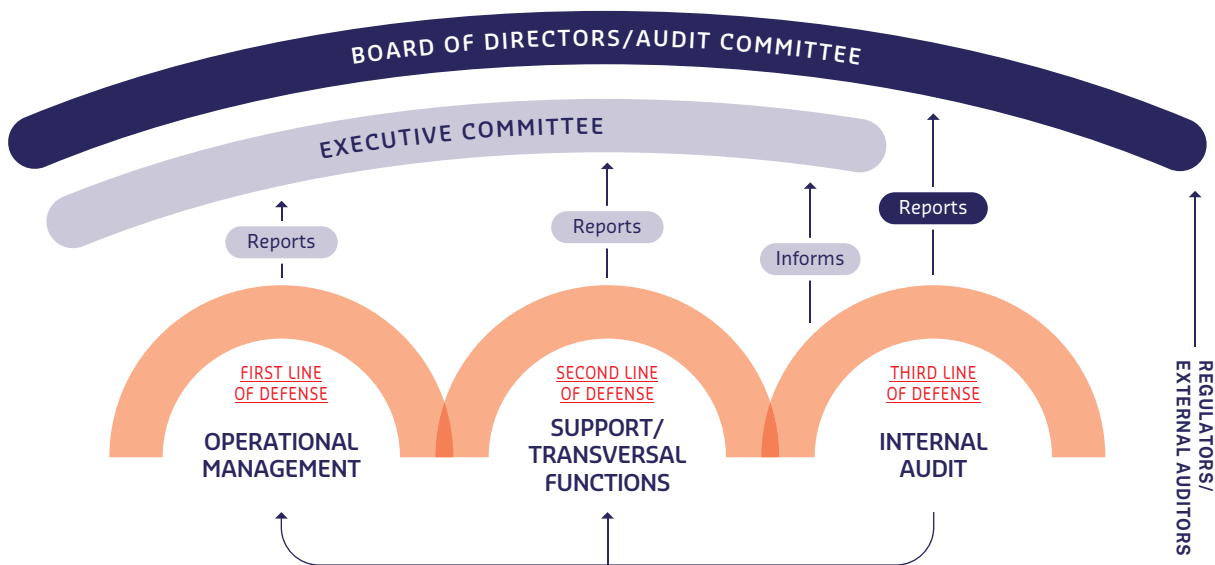 BOARD OF DIRECTORS/AUDIT COMMITTEE
EXECUTIVE COMMITTEE
Reports
Reports
Informs
Reports
FIRST LINE
OF DEFENSE
OPERATIONAL
MANAGEMENT
SECOND LINE
OF DEFENSE
SUPPORT/
TRANSVERSAL
FUNCTIONS
THIRD LINE
OF DEFENSE
INTERNAL
AUDIT
REGULATORS/
EXTERNAL AUDITORS